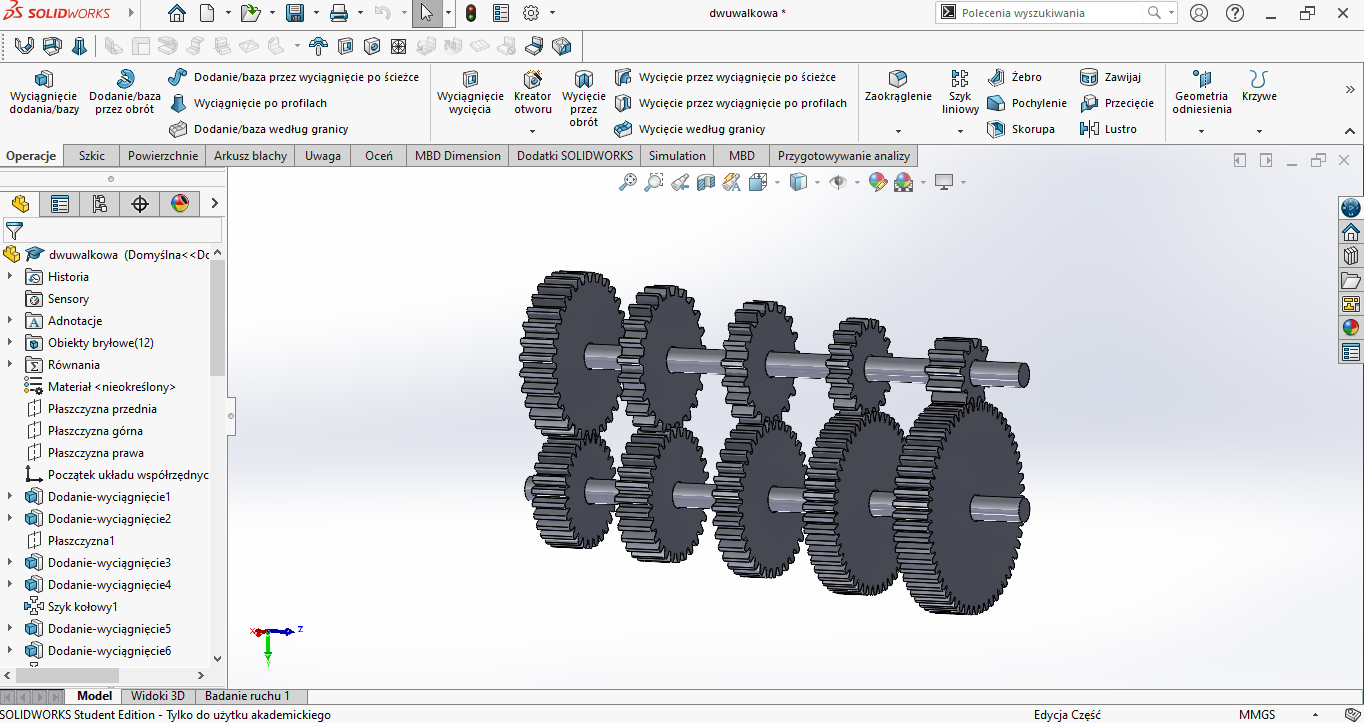 SOLIDWORKS
dwuwalkowa *
Polecenia wyszukiwania
Wyciągnięcie dodania/bazy
Dodanie/baza przez obrót
Dodanie/baza przez wyciągnięcie po ścieżce
Wyciągnięcie po profilach
Dodanie/baza według granicy
Wyciągnięcie wycięcia
Kreator otworu
Wycięcie przez obrót
Wycięcie przez wyciągnięcie po ścieżce
Wycięcie przez wyciągnięcie po profilach
Wycięcie według granicy
Zaokrąglenie
Szyk liniowy
Żebro
Pochylenie
Skorupa
Zawijaj
Przecięcie
Lustro
Geometria odniesienia
Krzywe
Operacje Szkic Powierzchnie Arkusz blachy Uwaga Oceń MBD Dimension Dodatki SOLIDWORKS Simulation MBD Przygotowywanie analizy
dwuwalkowa (Domyślna<<Do
Historia
Sensory
Adnotacje
Obiekty bryłowe(12)
Równania
Materiał <nieokreślony>
Płaszczyzna przednia
Płaszczyzna górna
Płaszczyzna prawa
Początek układu współrzędnyc
Dodanie-wyciągnięcie1
Dodanie-wyciągnięcie2
Płaszczyzna1
Dodanie-wyciągnięcie3
Dodanie-wyciągnięcie4
Szyk kołowy1
Dodanie-wyciągnięcie5
Dodanie-wyciągnięcie6
X Z
Y
Model Widoki 3D Badanie ruchu 1
SOLIDWORKS Student Edition - Tylko do użytku akademickiego
Edycja Część
MMGS